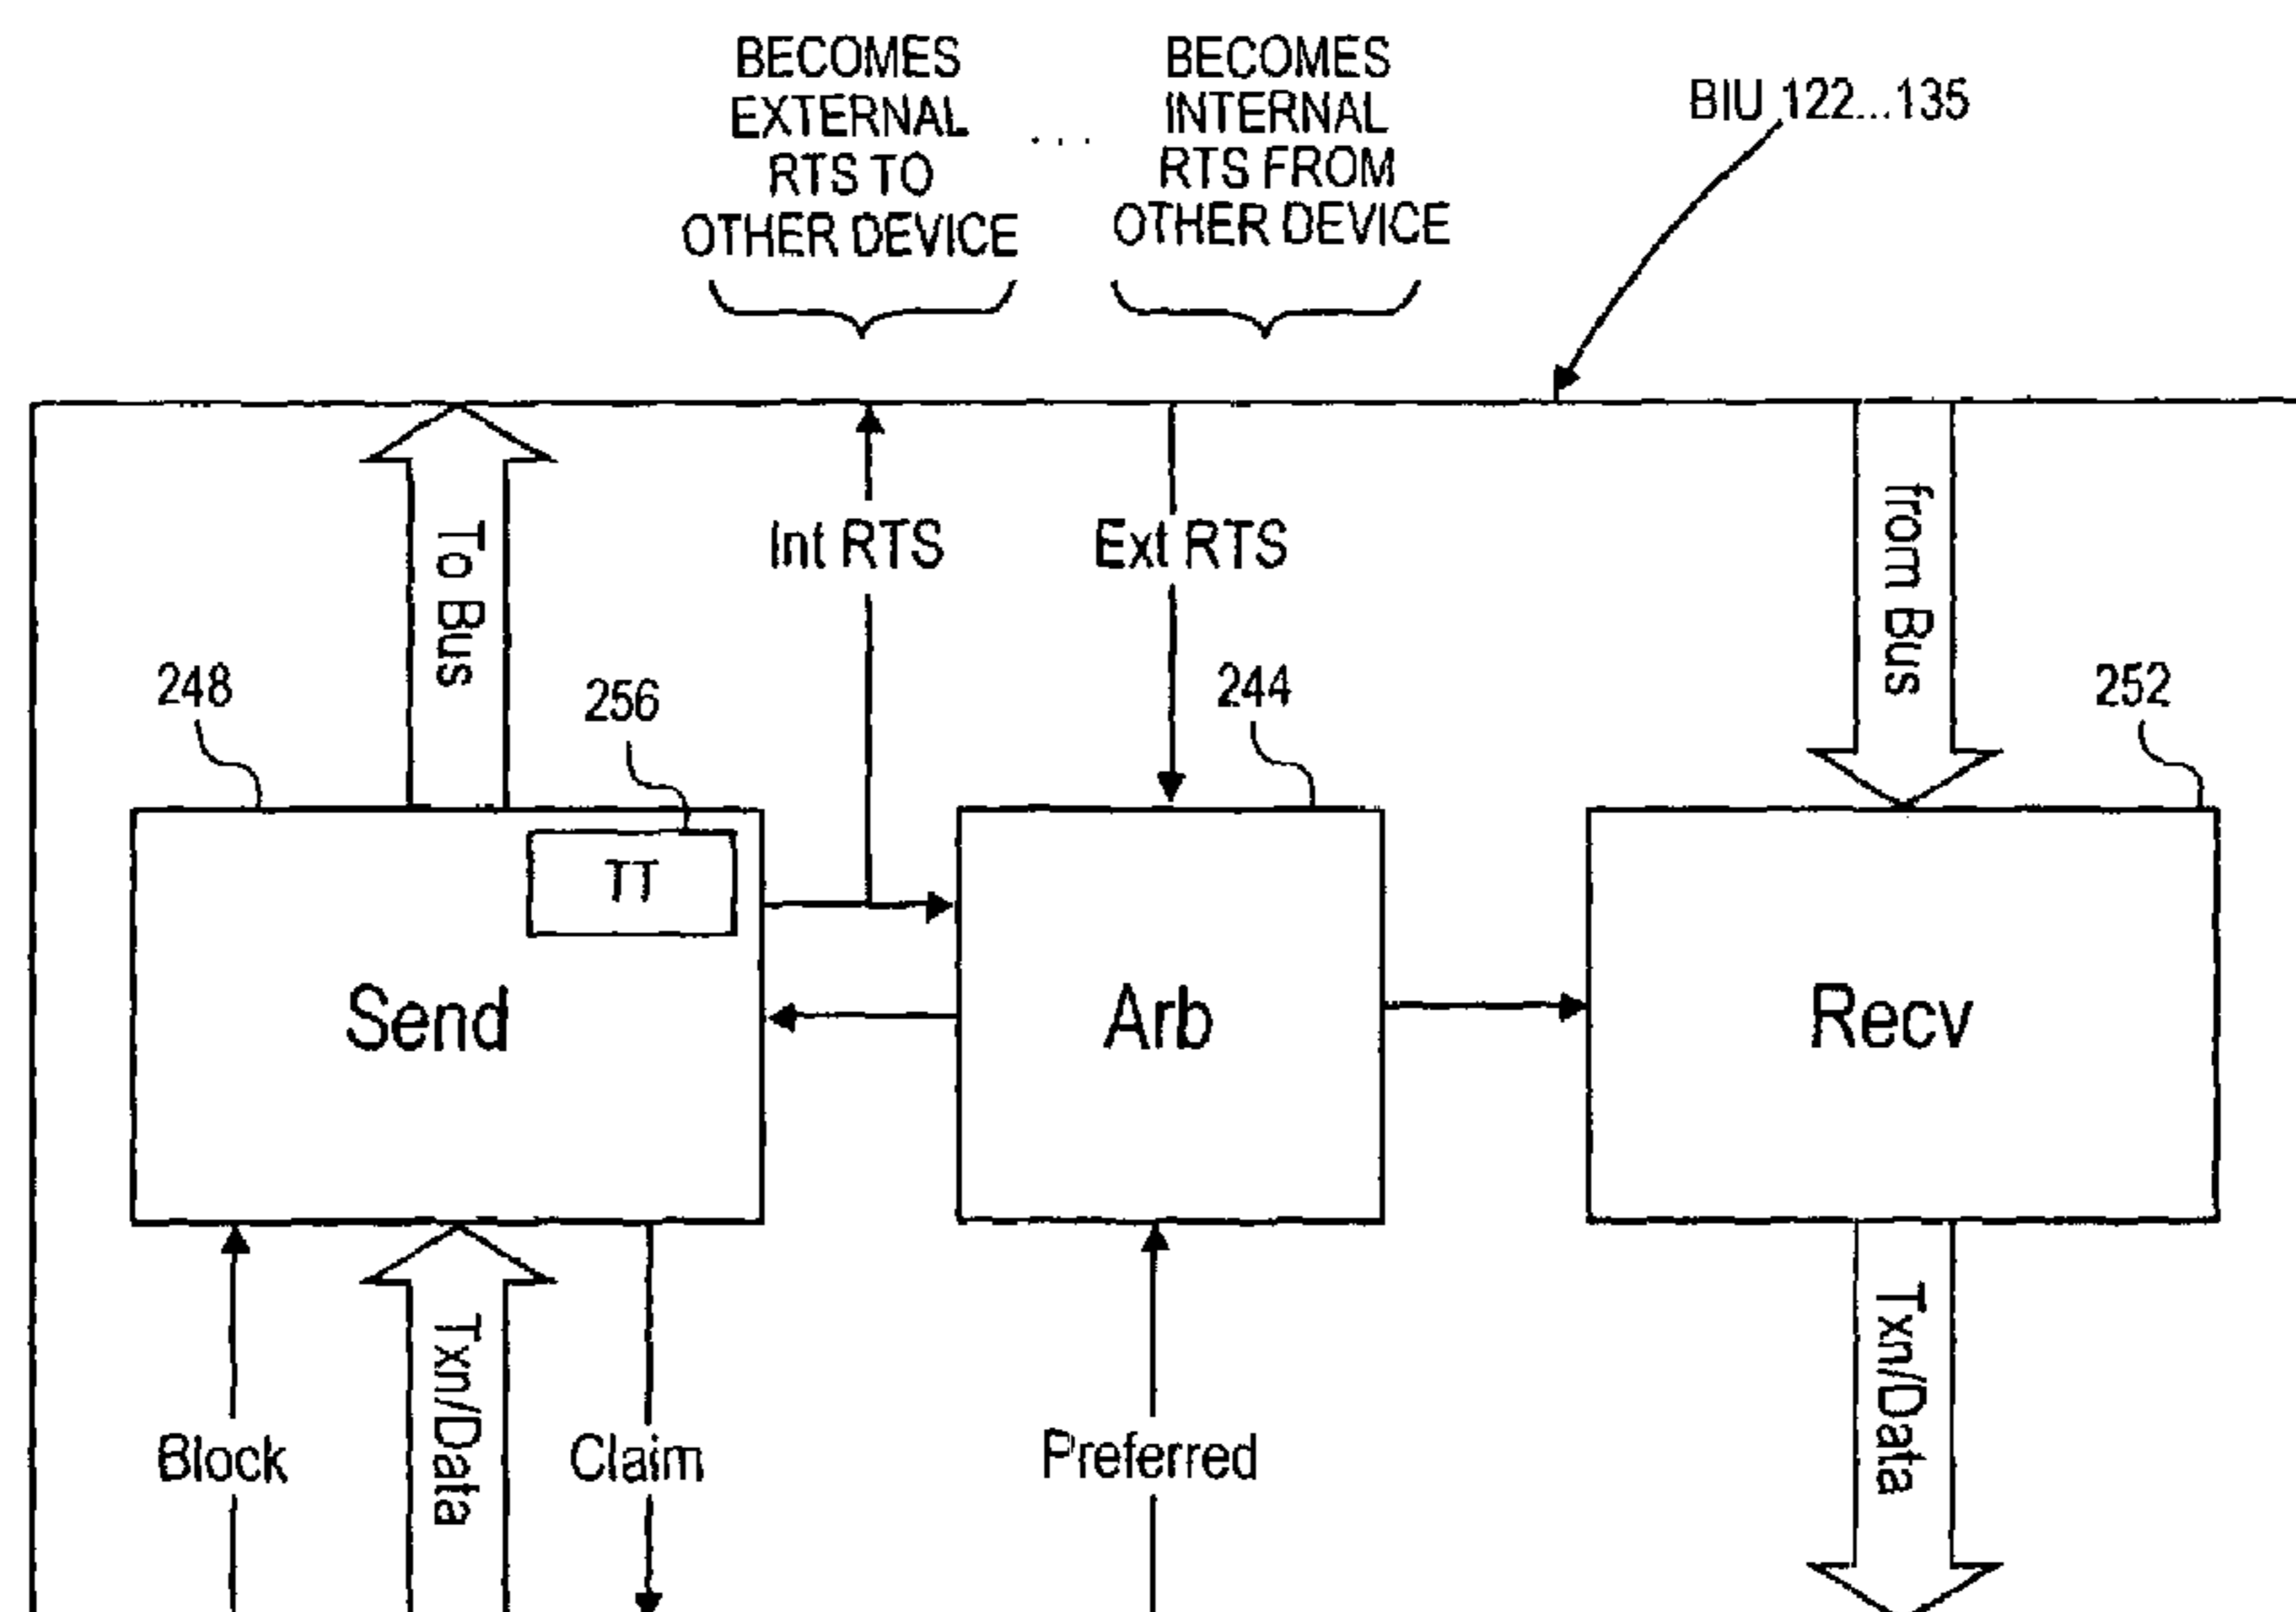 BECOMES
EXTERNAL
RTS TO
OTHER DEVICE
. . .
BECOMES
INTERNAL
RTS FROM
OTHER DEVICE
BIU 122...135
To Bus
Int RTS
Ext RTS
from Bus
248
256
244
252
TT
Send
Arb
Recv
Block
Txn/Data
Claim
Preferred
Txn/Data